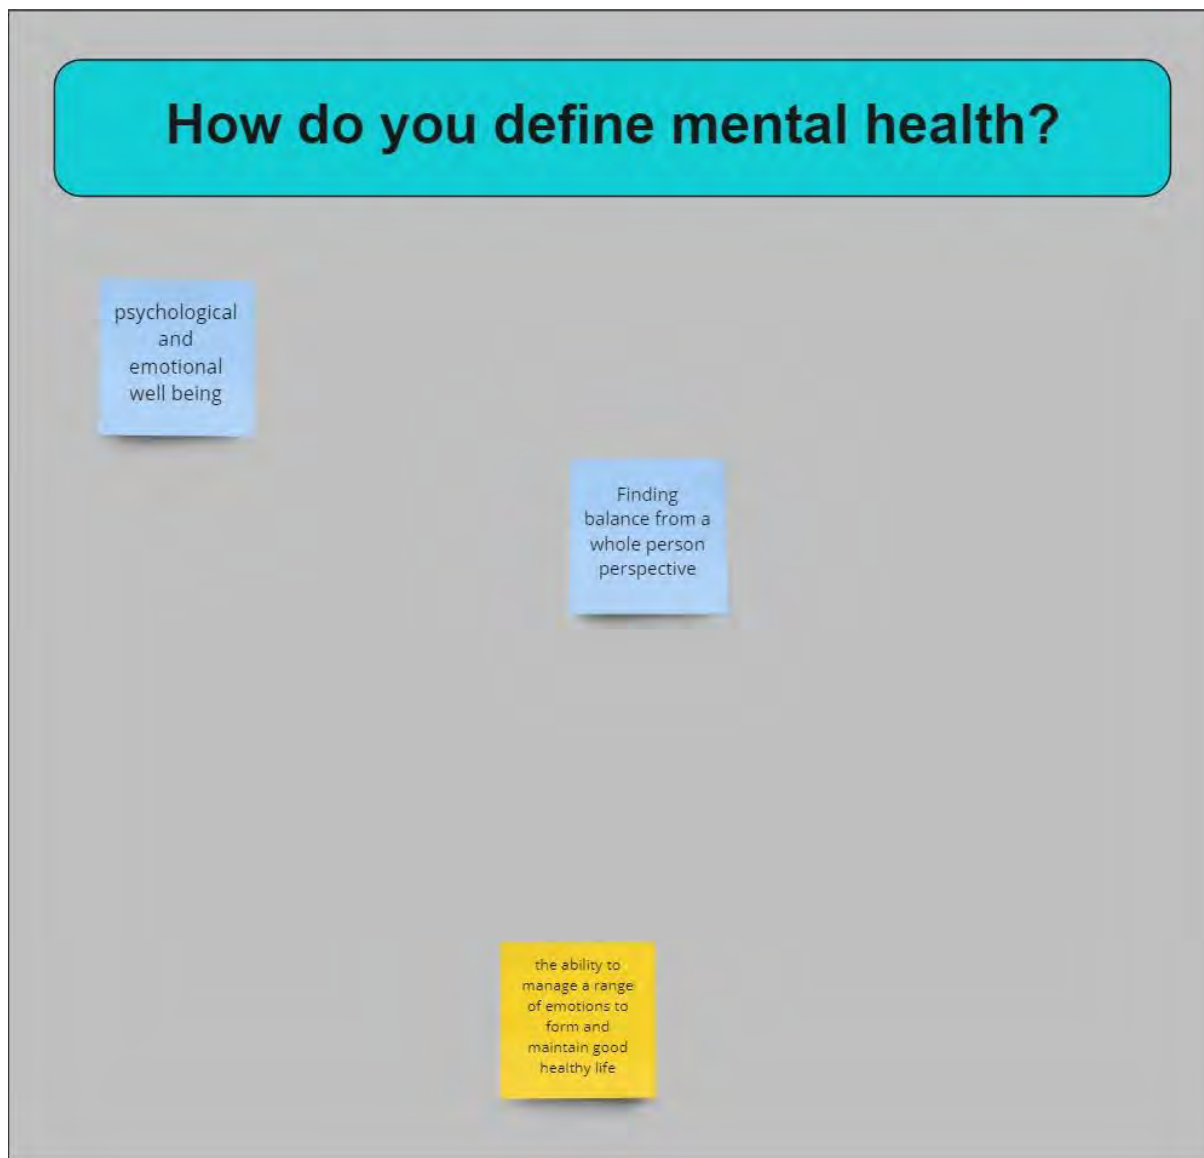 How do you define mental health?
psychological
and
emotional
well being
Finding
balance from a
whole person
perspective
the ability to
manage a range
of emotions to
form and
maintain good
healthy life